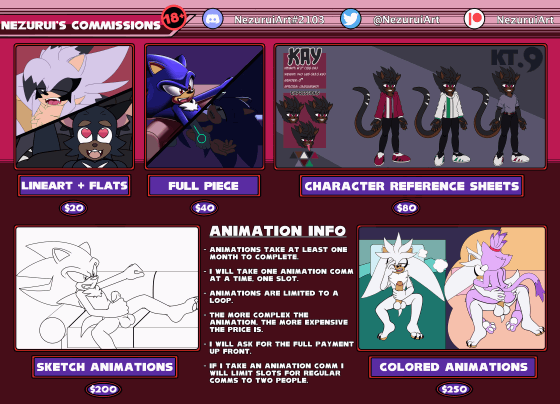 NEZURUI'S COMMISSIONS
18+
NezuruiArt#2103
@NezuruiArt
NezuruiArt
KAY
KT.9
LINEART + FLATS
$20
FULL PIECE
$40
CHARACTER REFERENCE SHEETS
$80
ANIMATION INFO
- ANIMATIONS TAKE AT LEAST ONE
MONTH TO COMPLETE.
- I WILL TAKE ONE ANIMATION COMM
AT A TIME, ONE SLOT.
- ANIMATIONS ARE LIMITED TO A
LOOP.
- THE MORE COMPLEX THE
ANIMATION, THE MORE EXPENSIVE
THE PRICE IS.
- I WILL ASK FOR THE FULL PAYMENT
UP FRONT.
- IF I TAKE AN ANIMATION COMM I
WILL LIMIT SLOTS FOR REGULAR
COMMS TO TWO PEOPLE.
SKETCH ANIMATIONS
$200
COLORED ANIMATIONS
$250